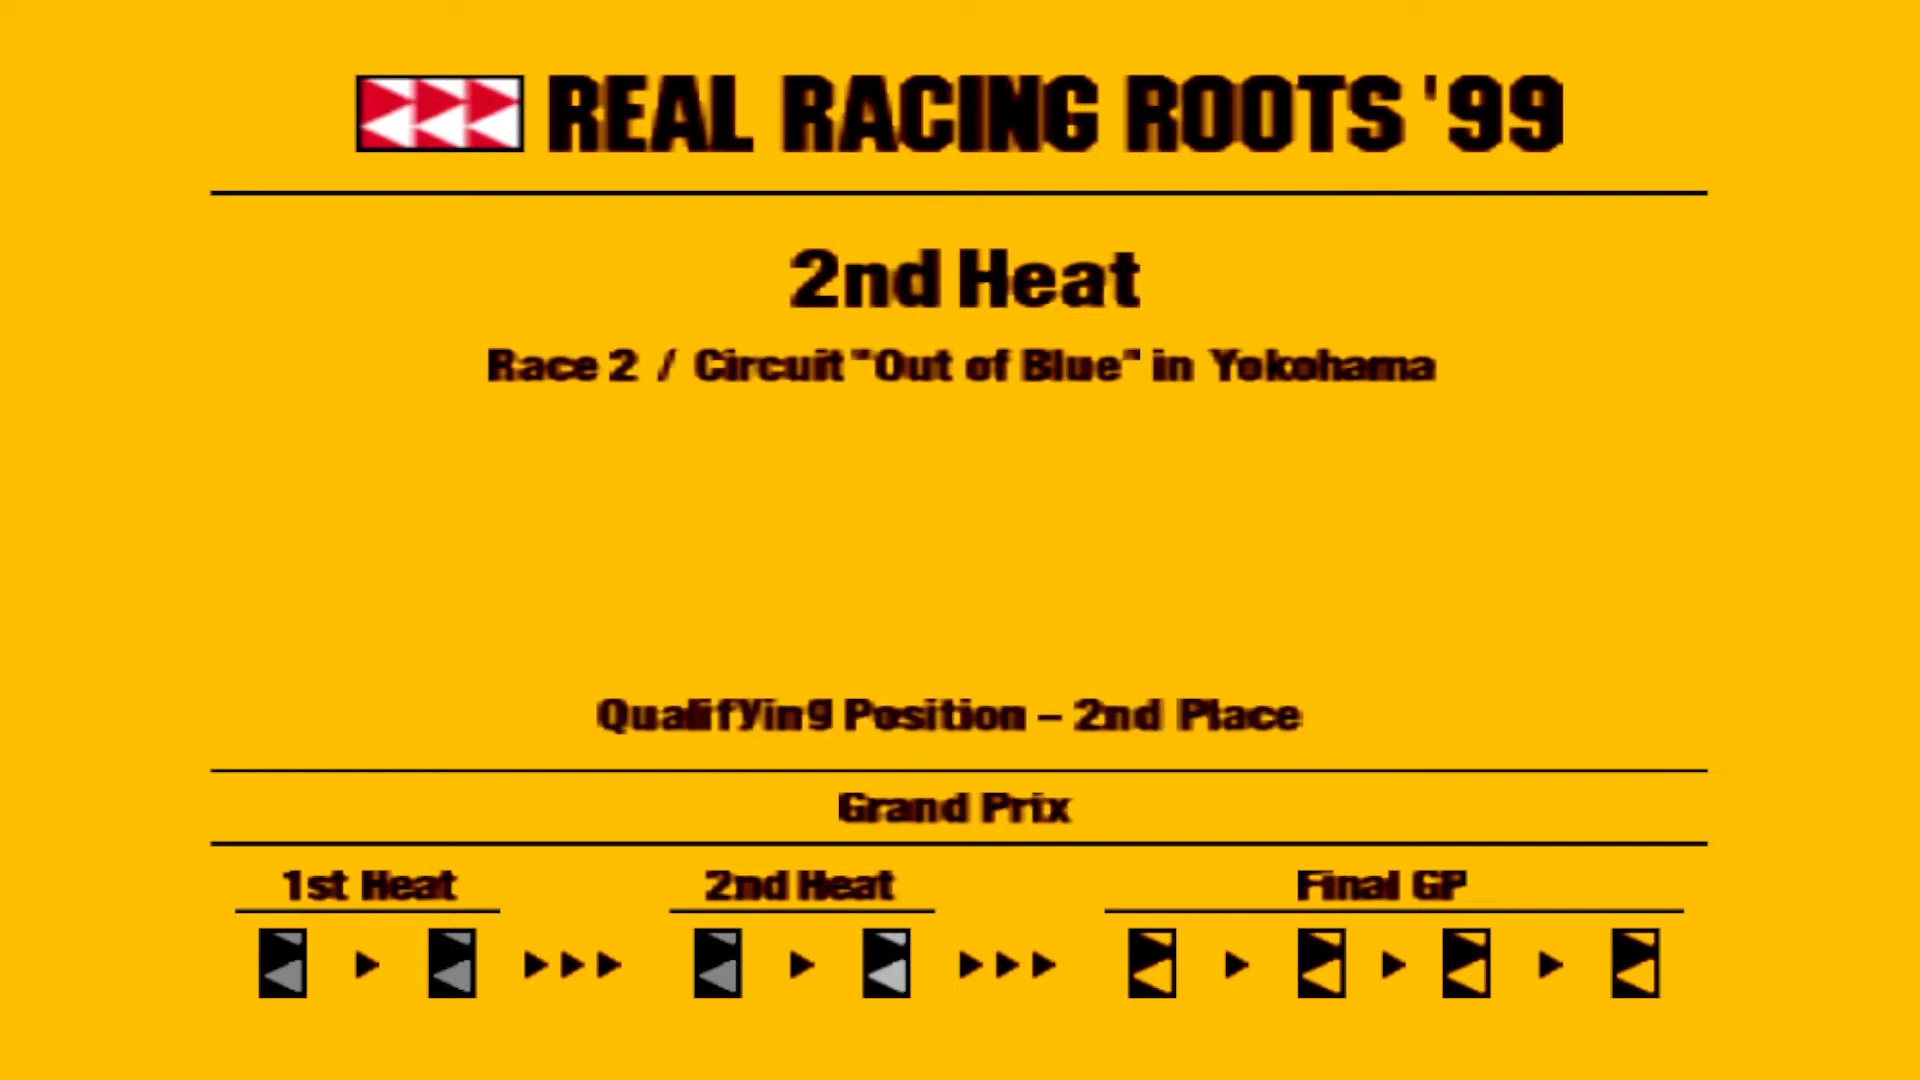 REAL RACING ROOTS '99
2nd Heat
Race 2 / Circuit "Out of Blue" in Yokohama
Qualifying Position – 2nd Place
Grand Prix
1st Heat 2nd Heat Final GP